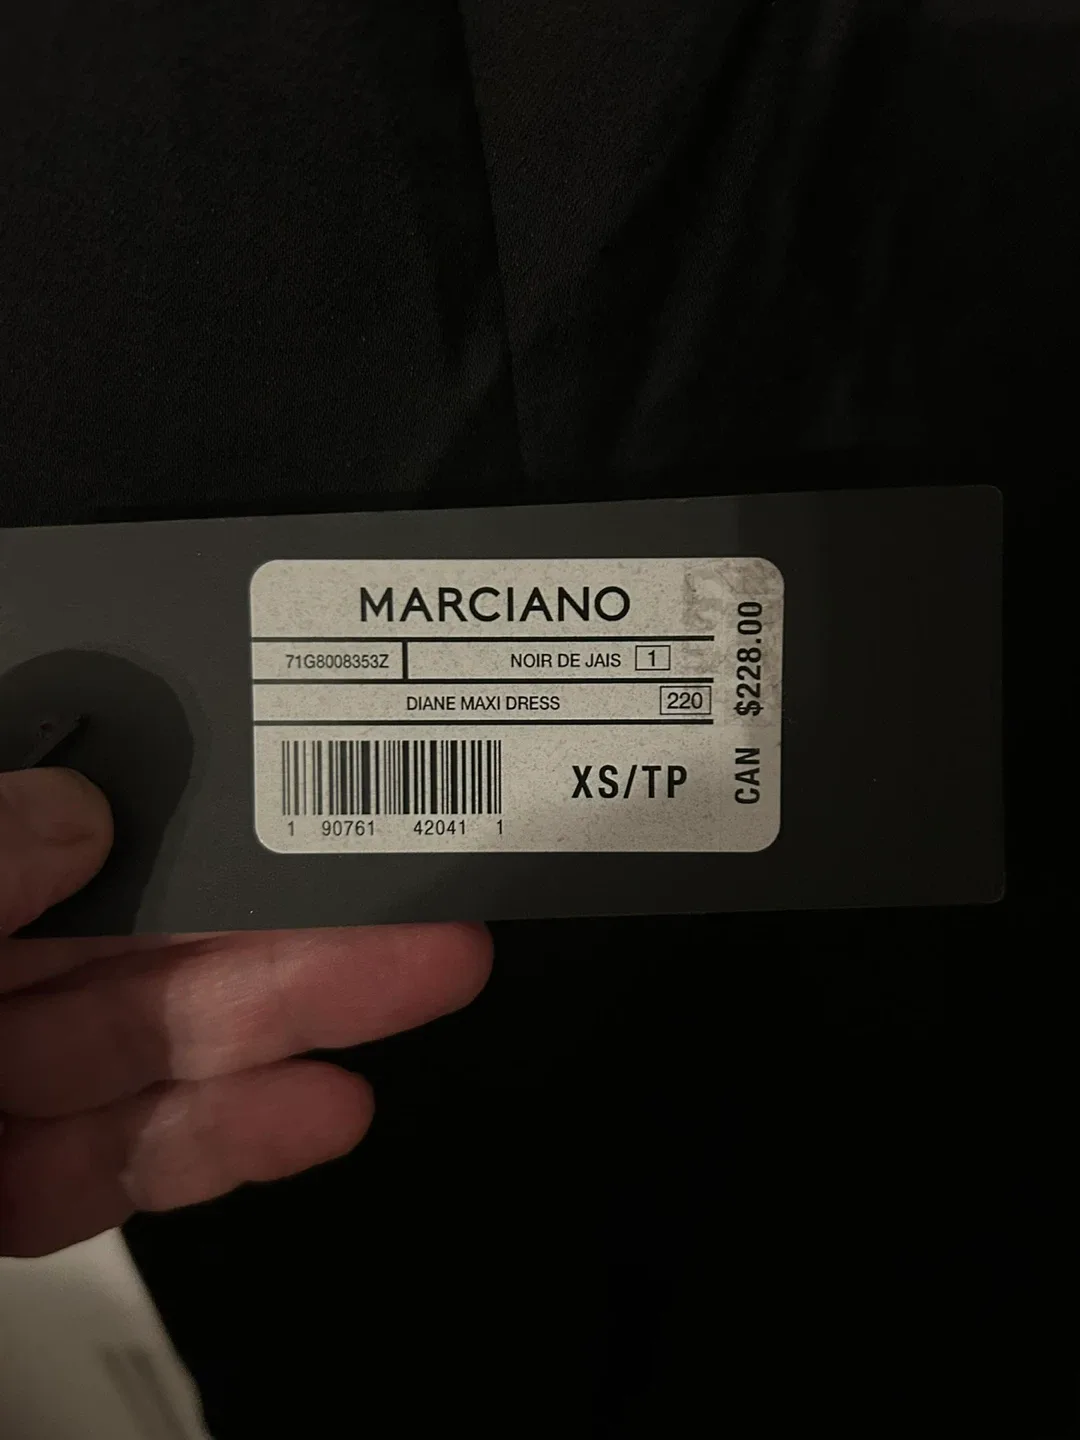 MARCIANO
71G8008353Z
NOIR DE JAIS 1
DIANE MAXI DRESS 220
XS/TP
1 90761 42041 1
CAN $228.00